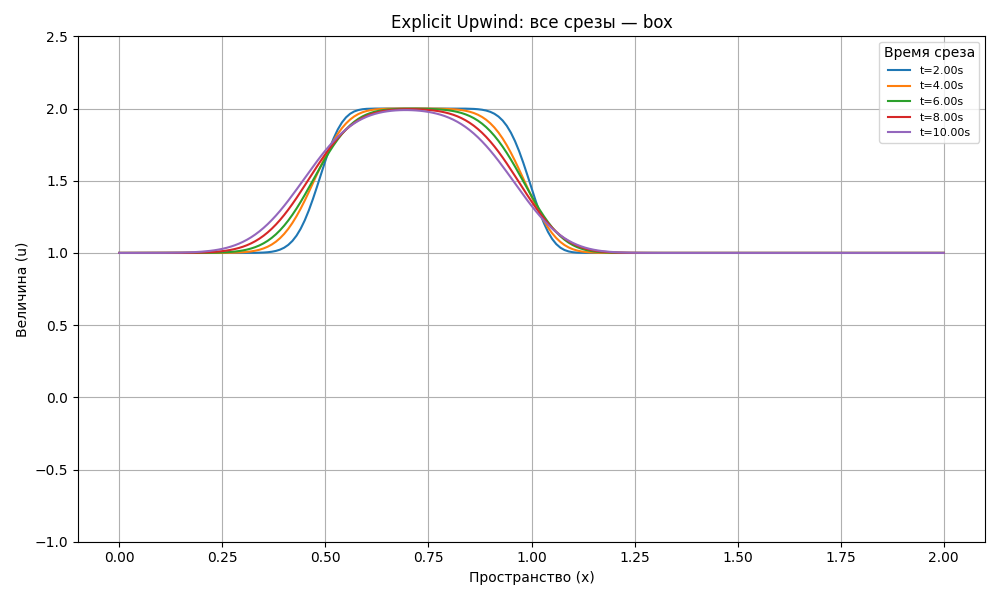 Explicit Upwind: все срезы — box
Величина (u)
2.5
2.0
1.5
1.0
0.5
0.0
−0.5
−1.0
Время среза
t=2.00s
t=4.00s
t=6.00s
t=8.00s
t=10.00s
0.00 0.25 0.50 0.75 1.00 1.25 1.50 1.75 2.00
Пространство (x)